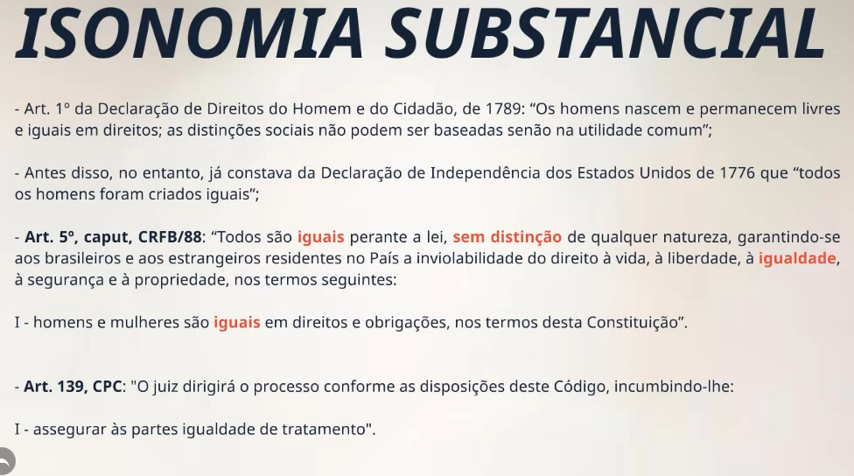 ISONOMIA SUBSTANCIAL
- Art. 1º da Declaração de Direitos do Homem e do Cidadão, de 1789: “Os homens nascem e permanecem livres
e iguais em direitos; as distinções sociais não podem ser baseadas senão na utilidade comum”;
- Antes disso, no entanto, já constava da Declaração de Independência dos Estados Unidos de 1776 que “todos
os homens foram criados iguais”;
- Art. 5º, caput, CRFB/88: “Todos são iguais perante a lei, sem distinção de qualquer natureza, garantindo-se
aos brasileiros e aos estrangeiros residentes no País a inviolabilidade do direito à vida, à liberdade, à igualdade,
à segurança e à propriedade, nos termos seguintes:
I - homens e mulheres são iguais em direitos e obrigações, nos termos desta Constituição”.
- Art. 139, CPC: "O juiz dirigirá o processo conforme as disposições deste Código, incumbindo-lhe:
I - assegurar às partes igualdade de tratamento".